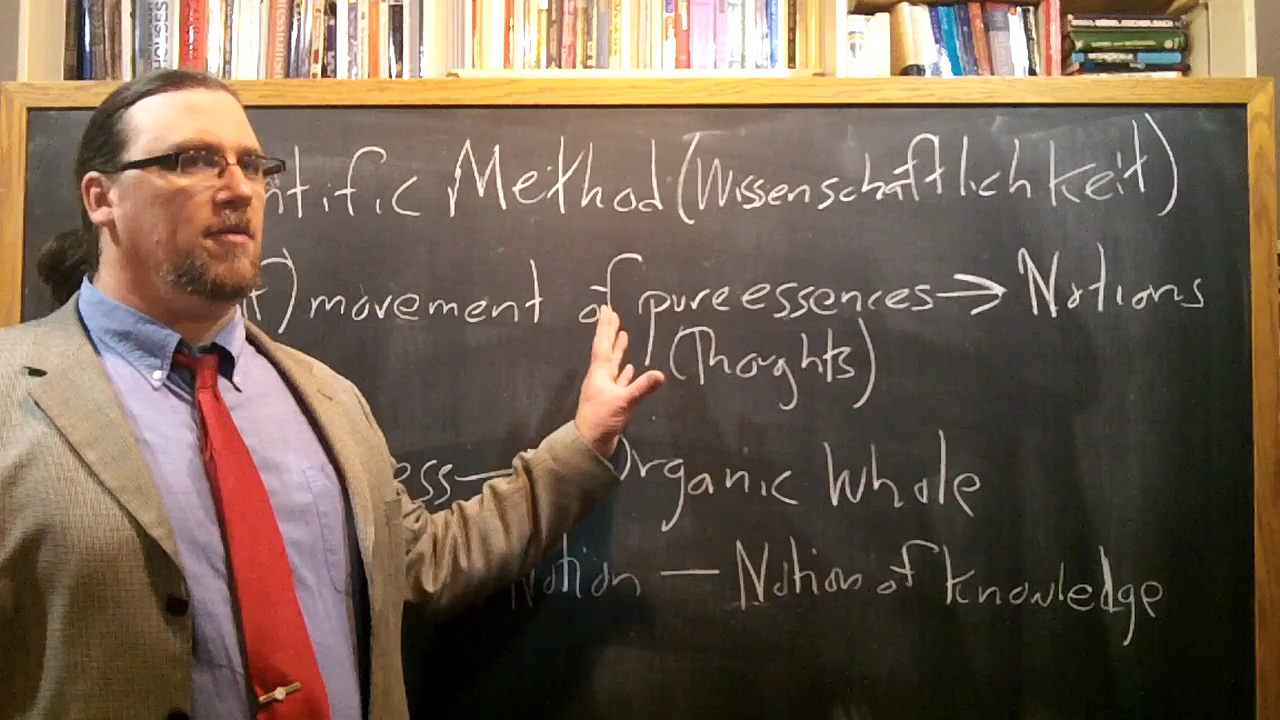 ntific Method (Wissenschaftlichkeit)
movement of pure essences → Notions
(Thoughts)
ess — Organic Whole
Notion — Notion of knowledge